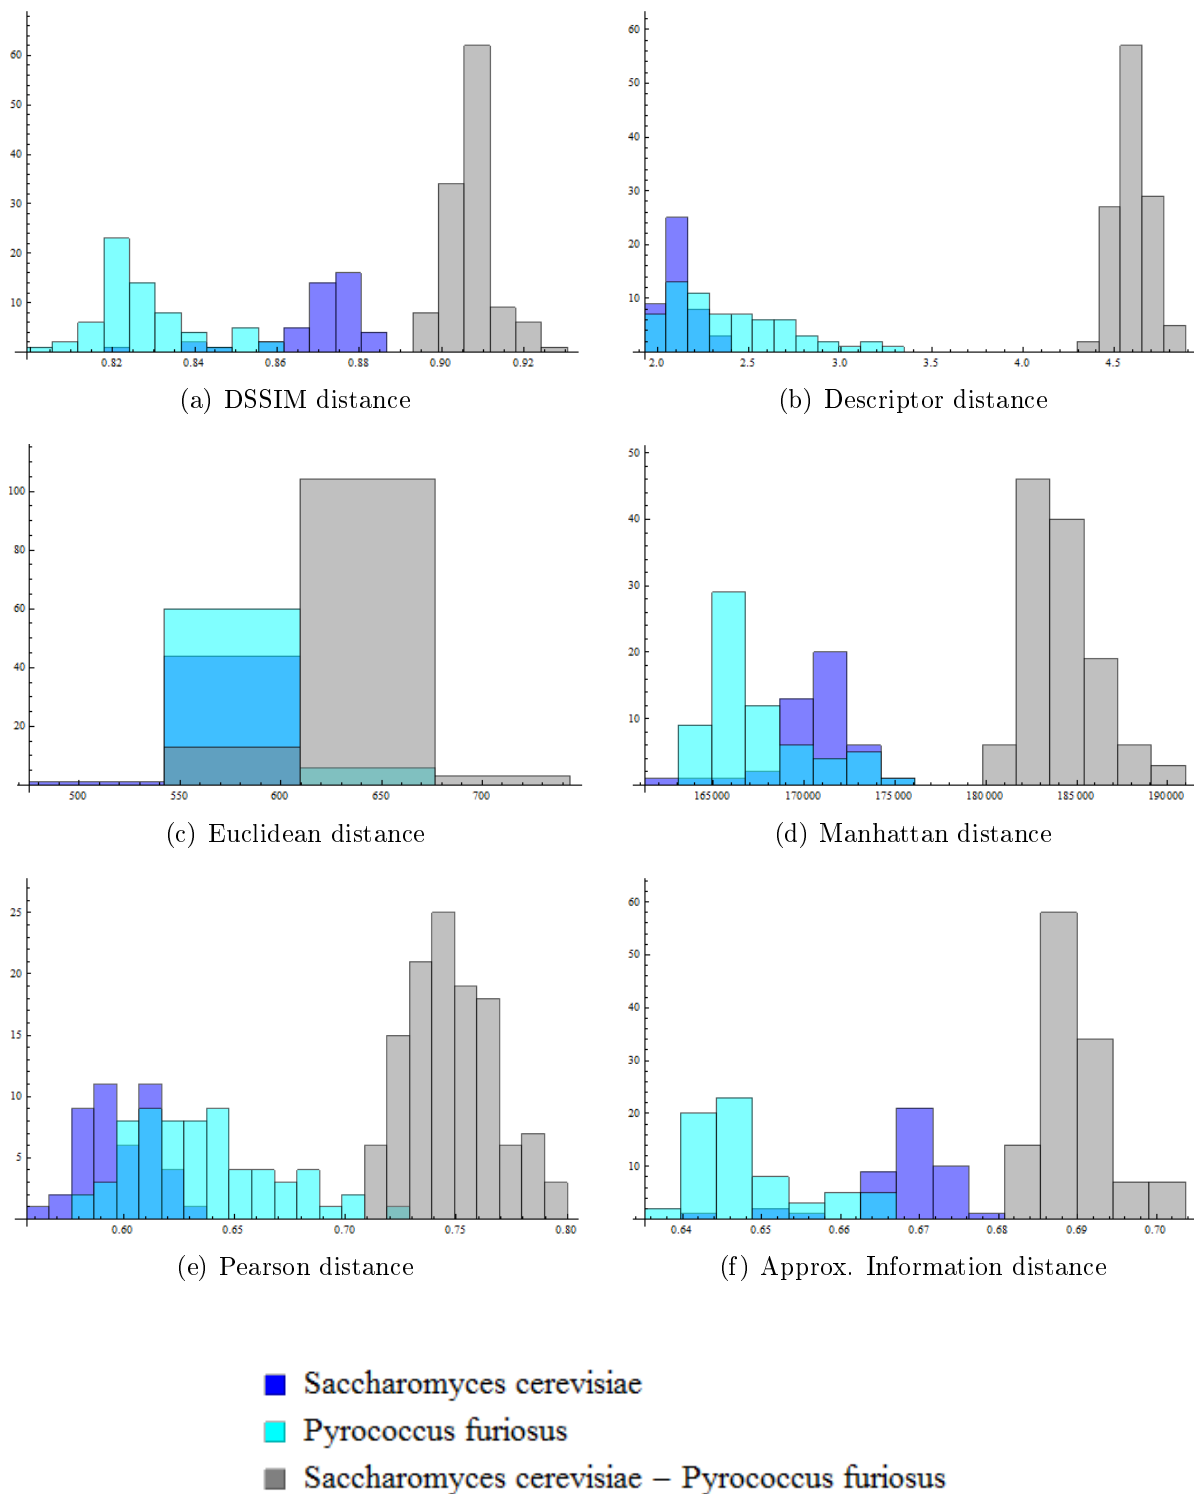 60
50
40
30
20
10
0.82 0.84 0.86 0.88 0.90 0.92
(a) DSSIM distance
60
50
40
30
20
10
2.0 2.5 3.0 3.5 4.0 4.5
(b) Descriptor distance
100
80
60
40
20
500 550 600 650 700
(c) Euclidean distance
50
40
30
20
10
165000 170000 175000 180000 185000 190000
(d) Manhattan distance
25
20
15
10
5
0.60 0.65 0.70 0.75 0.80
(e) Pearson distance
60
50
40
30
20
10
0.64 0.65 0.66 0.67 0.68 0.69 0.70
(f) Approx. Information distance
Saccharomyces cerevisiae
Pyrococcus furiosus
Saccharomyces cerevisiae – Pyrococcus furiosus